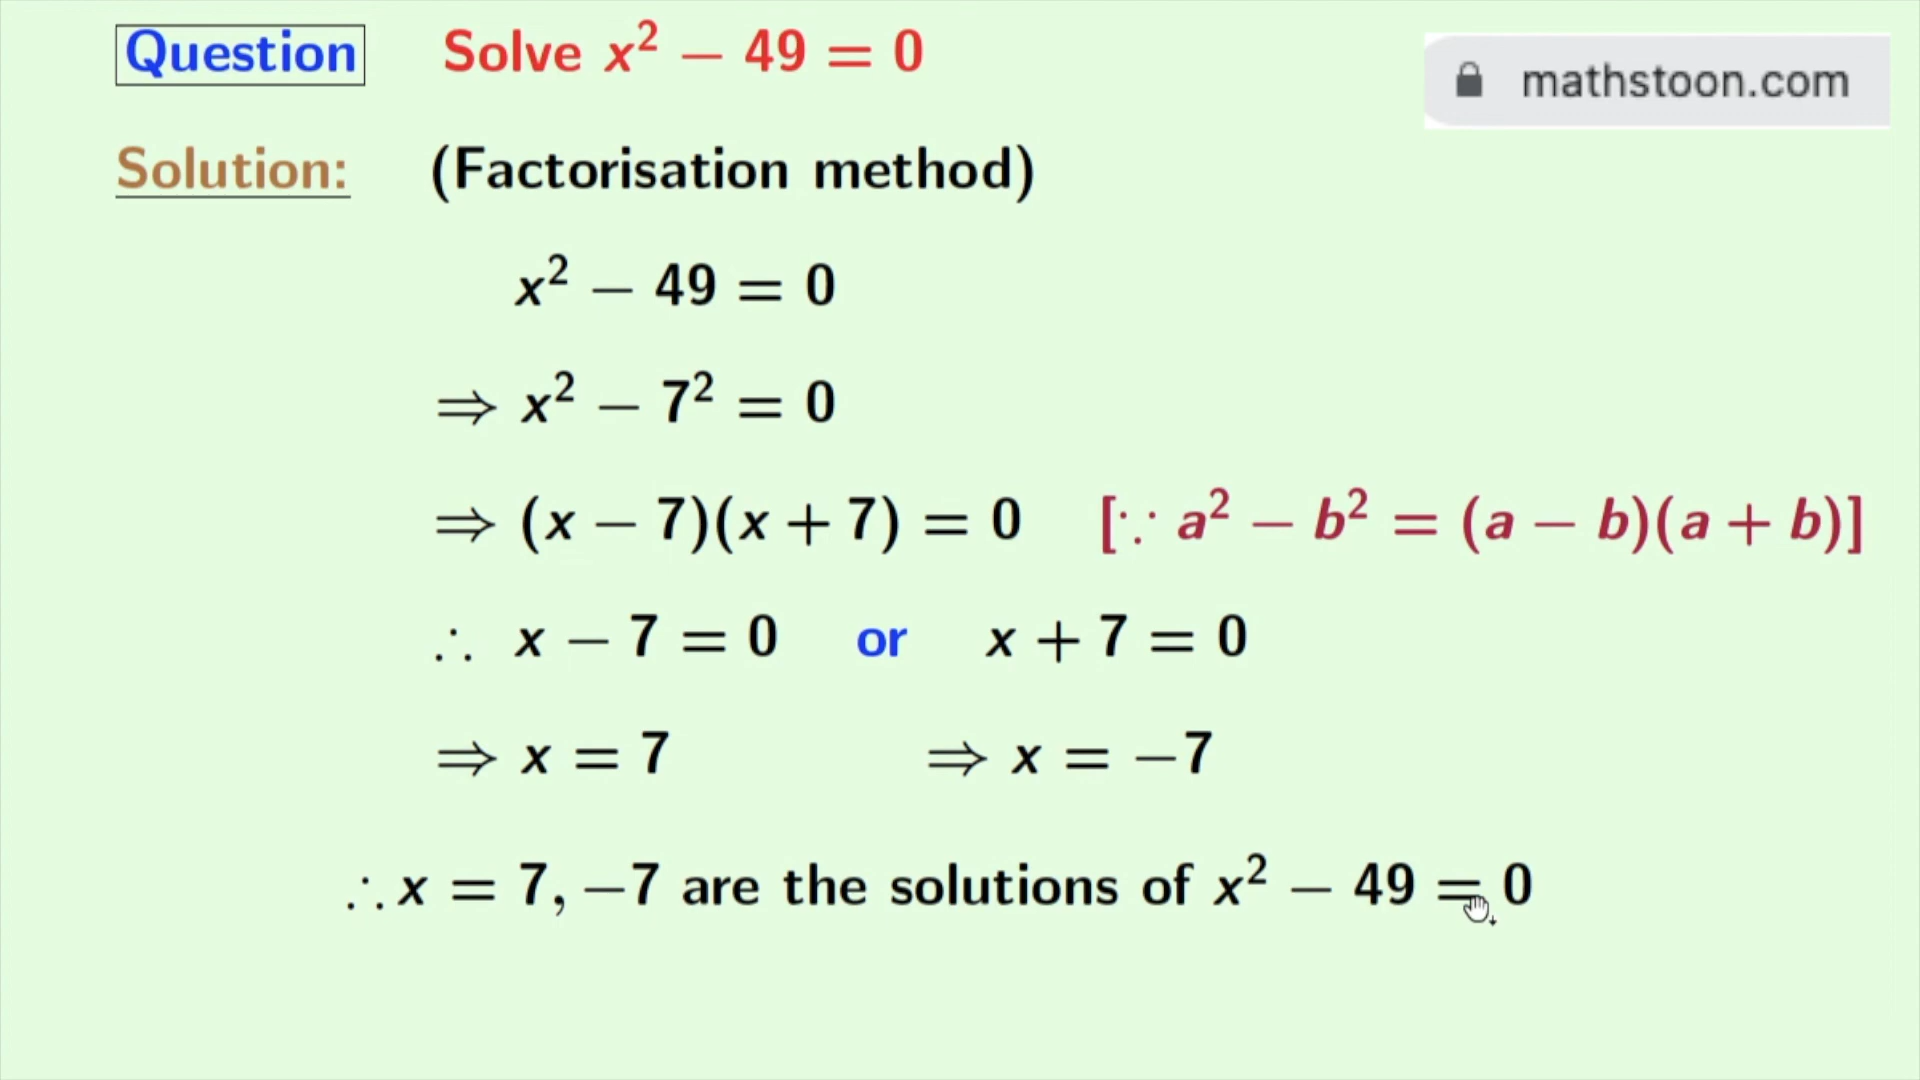 Question Solve x² − 49 = 0
mathstoon.com
Solution: (Factorisation method)
x² − 49 = 0
⇒ x² − 7² = 0
⇒ (x − 7)(x + 7) = 0 [∵ a² − b² = (a − b)(a + b)]
∴ x − 7 = 0 or x + 7 = 0
⇒ x = 7 ⇒ x = −7
∴ x = 7, −7 are the solutions of x² − 49 = 0